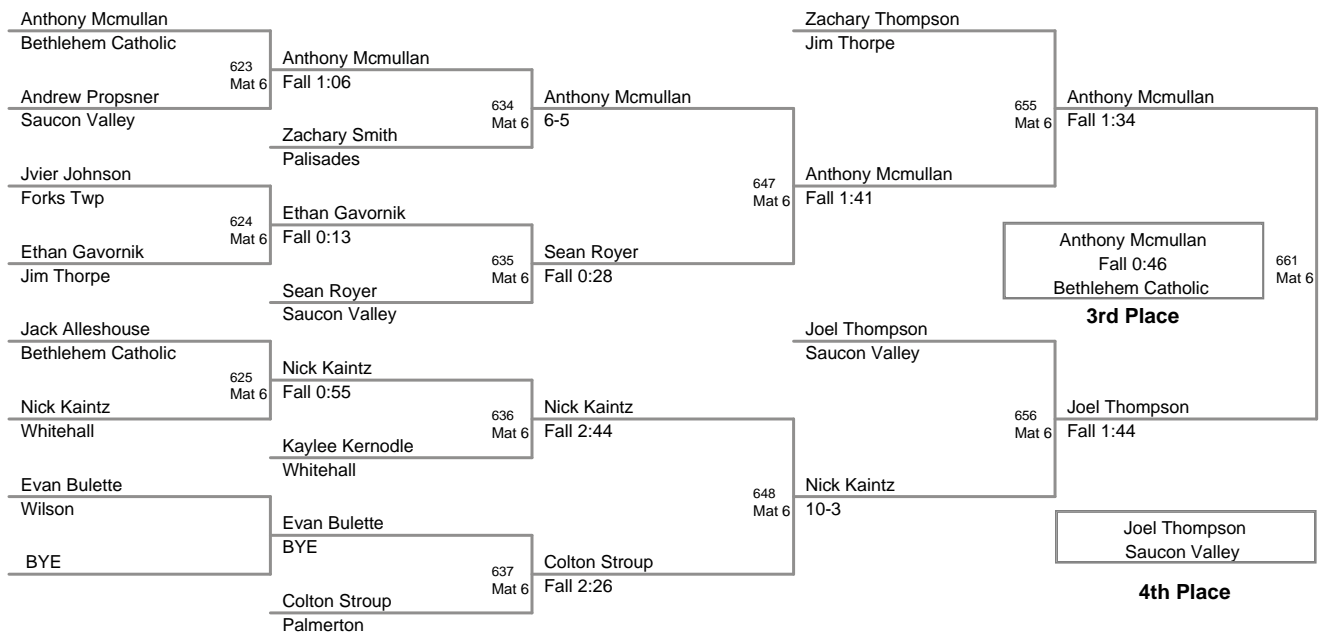 Anthony Mcmullan
Bethlehem Catholic
623
Mat 6
Andrew Propsner
Saucon Valley
Jvier Johnson
Forks Twp
624
Mat 6
Ethan Gavornik
Jim Thorpe
Jack Alleshouse
Bethlehem Catholic
625
Mat 6
Nick Kaintz
Whitehall
Evan Bulette
Wilson
BYE
Anthony Mcmullan
Fall 1:06
634
Mat 6
Zachary Smith
Palisades
Ethan Gavornik
Fall 0:13
635
Mat 6
Sean Royer
Saucon Valley
Nick Kaintz
Fall 0:55
636
Mat 6
Kaylee Kernodle
Whitehall
Evan Bulette
BYE
637
Mat 6
Colton Stroup
Palmerton
Anthony Mcmullan
6-5
647
Mat 6
Sean Royer
Fall 0:28
Nick Kaintz
Fall 2:44
648
Mat 6
Colton Stroup
Fall 2:26
Zachary Thompson
Jim Thorpe
655
Mat 6
Anthony Mcmullan
Fall 1:41
Joel Thompson
Saucon Valley
656
Mat 6
Nick Kaintz
10-3
Anthony Mcmullan
Fall 1:34
Anthony Mcmullan
Fall 0:46
Bethlehem Catholic
3rd Place
661
Mat 6
Joel Thompson
Fall 1:44
Joel Thompson
Saucon Valley
4th Place